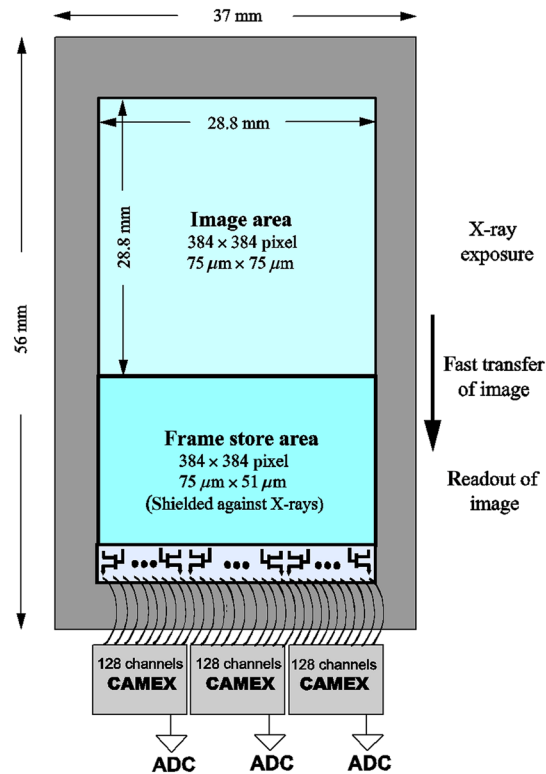 37 mm
28.8 mm
Image area
384 × 384 pixel
75 µm × 75 µm
28.8 mm
56 mm
X-ray
exposure
Fast transfer
of image
Frame store area
384 × 384 pixel
75 µm × 51 µm
(Shielded against X-rays)
Readout of
image
128 channels
CAMEX
128 channels
CAMEX
128 channels
CAMEX
ADC
ADC
ADC